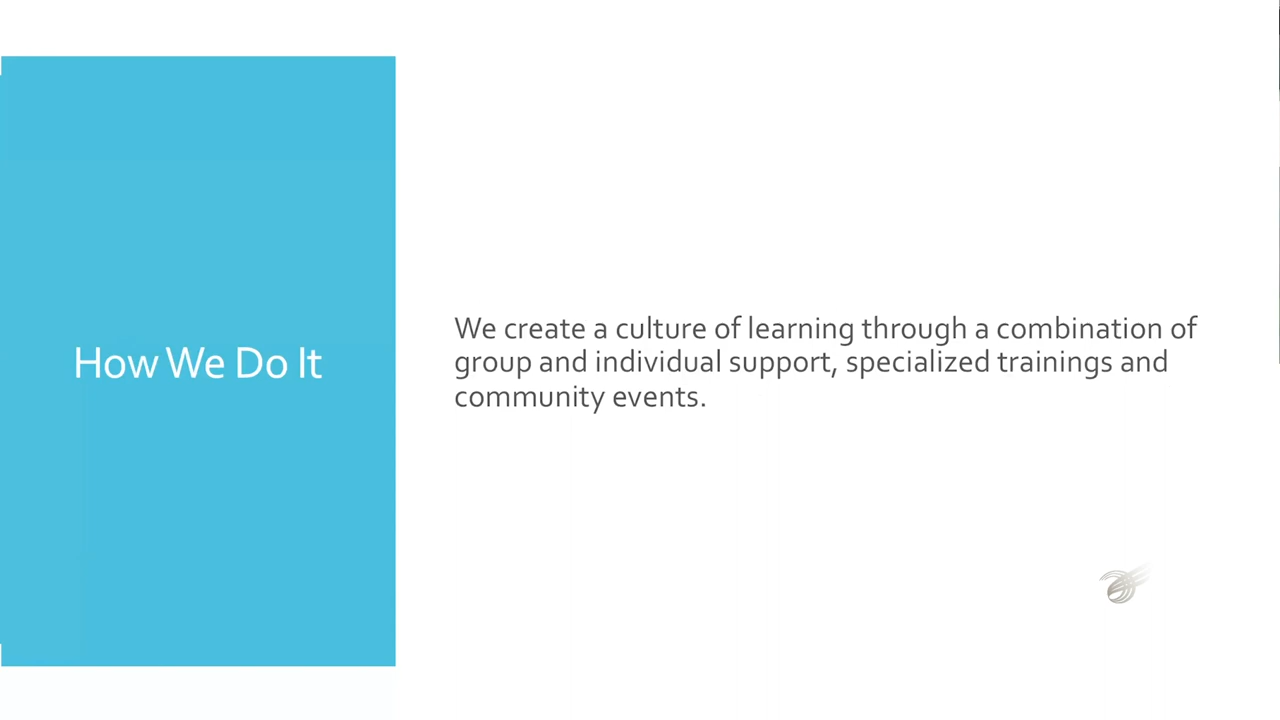 How We Do It
We create a culture of learning through a combination of
group and individual support, specialized trainings and
community events.